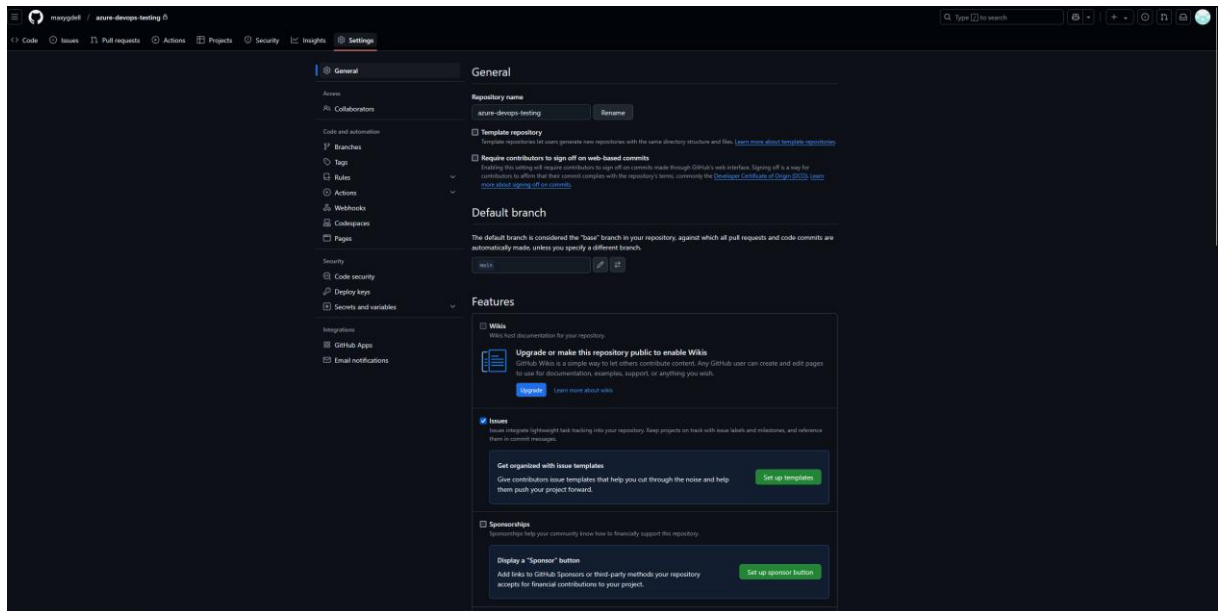 maxygdell / azure-devops-testing
Type / to search
Code Issues Pull requests Actions Projects Security Insights Settings
General
Access
Collaborators
Code and automation
Branches
Tags
Rules
Actions
Webhooks
Codespaces
Pages
Security
Code security
Deploy keys
Secrets and variables
Integrations
GitHub Apps
Email notifications
General
Repository name
azure-devops-testing Rename
Template repository
Template repositories let users generate new repositories with the same directory structure and files. Learn more about template repositories.
Require contributors to sign off on web-based commits
Enabling this setting will require contributors to sign off on commits made through GitHub's web interface. Signing off is a way for
contributors to affirm that their commit complies with the repository's terms, commonly the Developer Certificate of Origin (DCO). Learn
more about signing off on commits.
Default branch
The default branch is considered the "base" branch in your repository, against which all pull requests and code commits are
automatically made, unless you specify a different branch.
main
Features
Wikis
Wikis host documentation for your repository.
Upgrade or make this repository public to enable Wikis
GitHub Wikis is a simple way to let others contribute content. Any GitHub user can create and edit pages
to use for documentation, examples, support, or anything you wish.
Upgrade Learn more about wikis
Issues
Issues integrate lightweight task tracking into your repository. Keep projects on track with issue labels and milestones, and reference
them in commit messages.
Get organized with issue templates
Give contributors issue templates that help you cut through the noise and help
them push your project forward.
Set up templates
Sponsorships
Sponsorships help your community know how to financially support this repository.
Display a "Sponsor" button
Add links to GitHub Sponsors or third-party methods your repository
accepts for financial contributions to your project.
Set up sponsor button